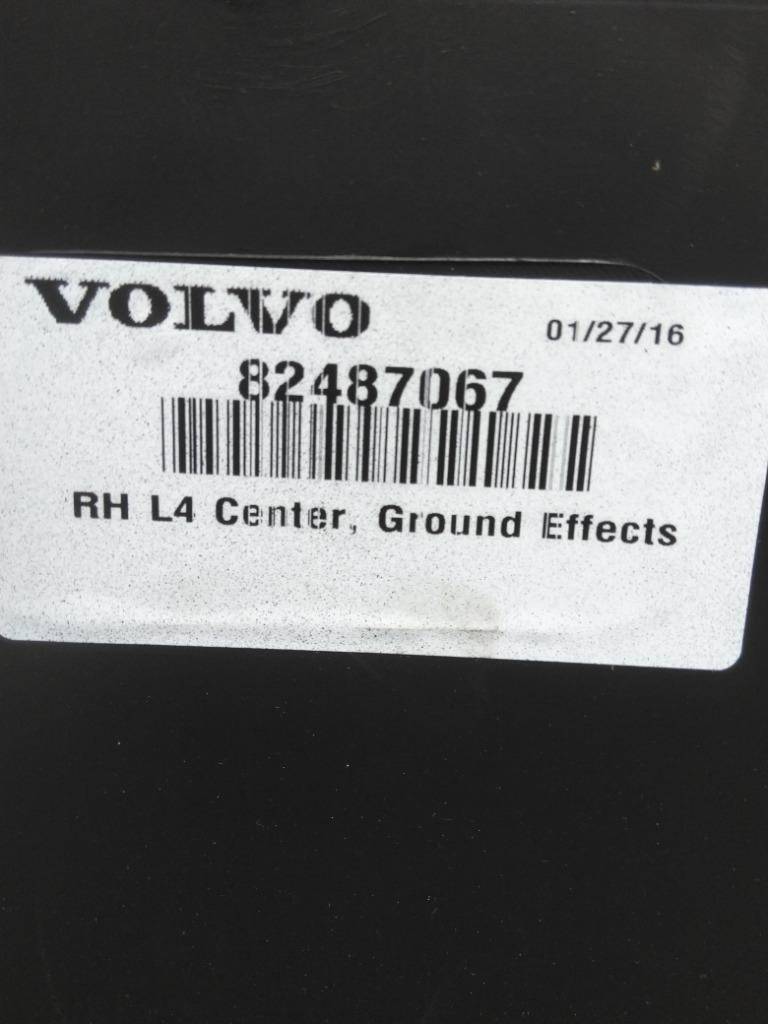 VOLVO 01/27/16
82487067
RH L4 Center, Ground Effects